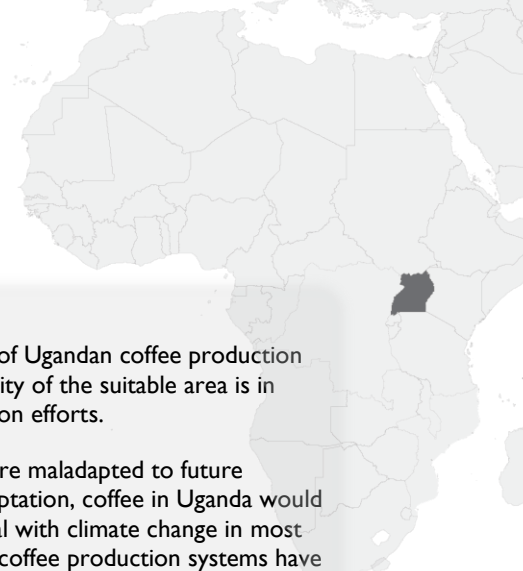 of Ugandan coffee production
ity of the suitable area is in
on efforts.
re maladapted to future
ptation, coffee in Uganda would
al with climate change in most
coffee production systems have